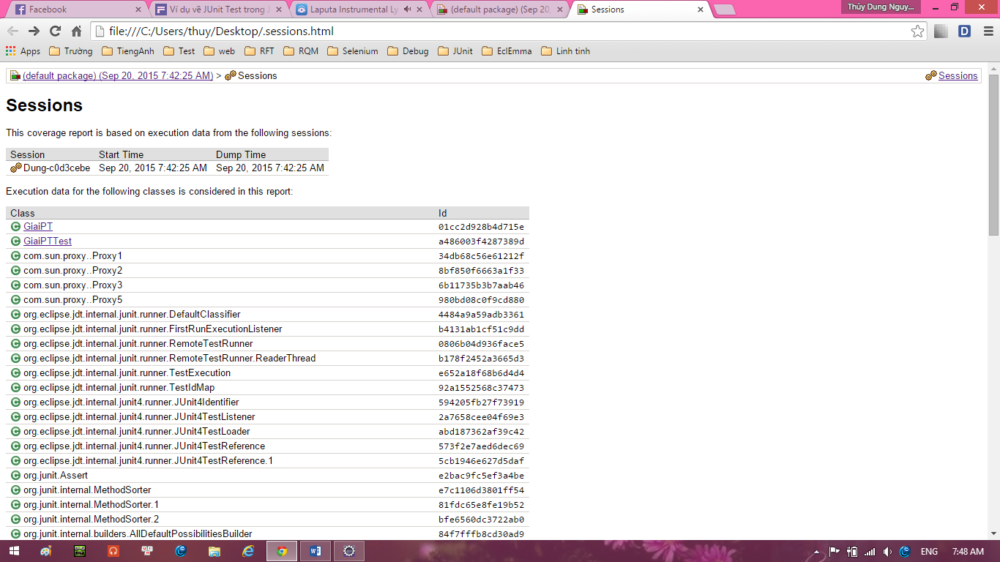 Facebook
Ví dụ về JUnit Test trong J
Laputa Instrumental Ly
(default package) (Sep 20,
Sessions
Thùy Dung Nguy...
file:///C:/Users/thuy/Desktop/.sessions.html
D
Apps Trường TiengAnh Test web RFT RQM Selenium Debug JUnit EclEmma Linh tinh
(default package) (Sep 20, 2015 7:42:25 AM) > Sessions Sessions
Sessions
This coverage report is based on execution data from the following sessions:
Session Start Time Dump Time
Dung-c0d3cebe Sep 20, 2015 7:42:25 AM Sep 20, 2015 7:42:25 AM
Execution data for the following classes is considered in this report:
Class Id
GiaiPT 01cc2d928b4d715e
GiaiPTTest a486003f4287389d
com.sun.proxy..Proxy1 34db68c56e61212f
com.sun.proxy..Proxy2 8bf850f6663a1f33
com.sun.proxy..Proxy3 6b11735b3b7aab46
com.sun.proxy..Proxy5 980bd08c0f9cd880
org.eclipse.jdt.internal.junit.runner.DefaultClassifier 4484a9a59adb3361
org.eclipse.jdt.internal.junit.runner.FirstRunExecutionListener b4131ab1cf51c9dd
org.eclipse.jdt.internal.junit.runner.RemoteTestRunner 0806b04d936face5
org.eclipse.jdt.internal.junit.runner.RemoteTestRunner.ReaderThread b178f2452a3665d3
org.eclipse.jdt.internal.junit.runner.TestExecution e652a18f68b6d4d4
org.eclipse.jdt.internal.junit.runner.TestIdMap 92a1552568c37473
org.eclipse.jdt.internal.junit4.runner.JUnit4Identifier 594205fb27f73919
org.eclipse.jdt.internal.junit4.runner.JUnit4TestListener 2a7658cee04f69e3
org.eclipse.jdt.internal.junit4.runner.JUnit4TestLoader abd187362af39c42
org.eclipse.jdt.internal.junit4.runner.JUnit4TestReference 573f2e7aed6dec69
org.eclipse.jdt.internal.junit4.runner.JUnit4TestReference.1 5cb1946e627d5daf
org.junit.Assert e2bac9fc5ef3a4be
org.junit.internal.MethodSorter e7c1106d3801ff54
org.junit.internal.MethodSorter.1 81fdc65e8fe19b52
org.junit.internal.MethodSorter.2 bfe6560dc3722ab0
org.junit.internal.builders.AllDefaultPossibilitiesBuilder 84f7fffb8cd30ad9
ENG 7:48 AM